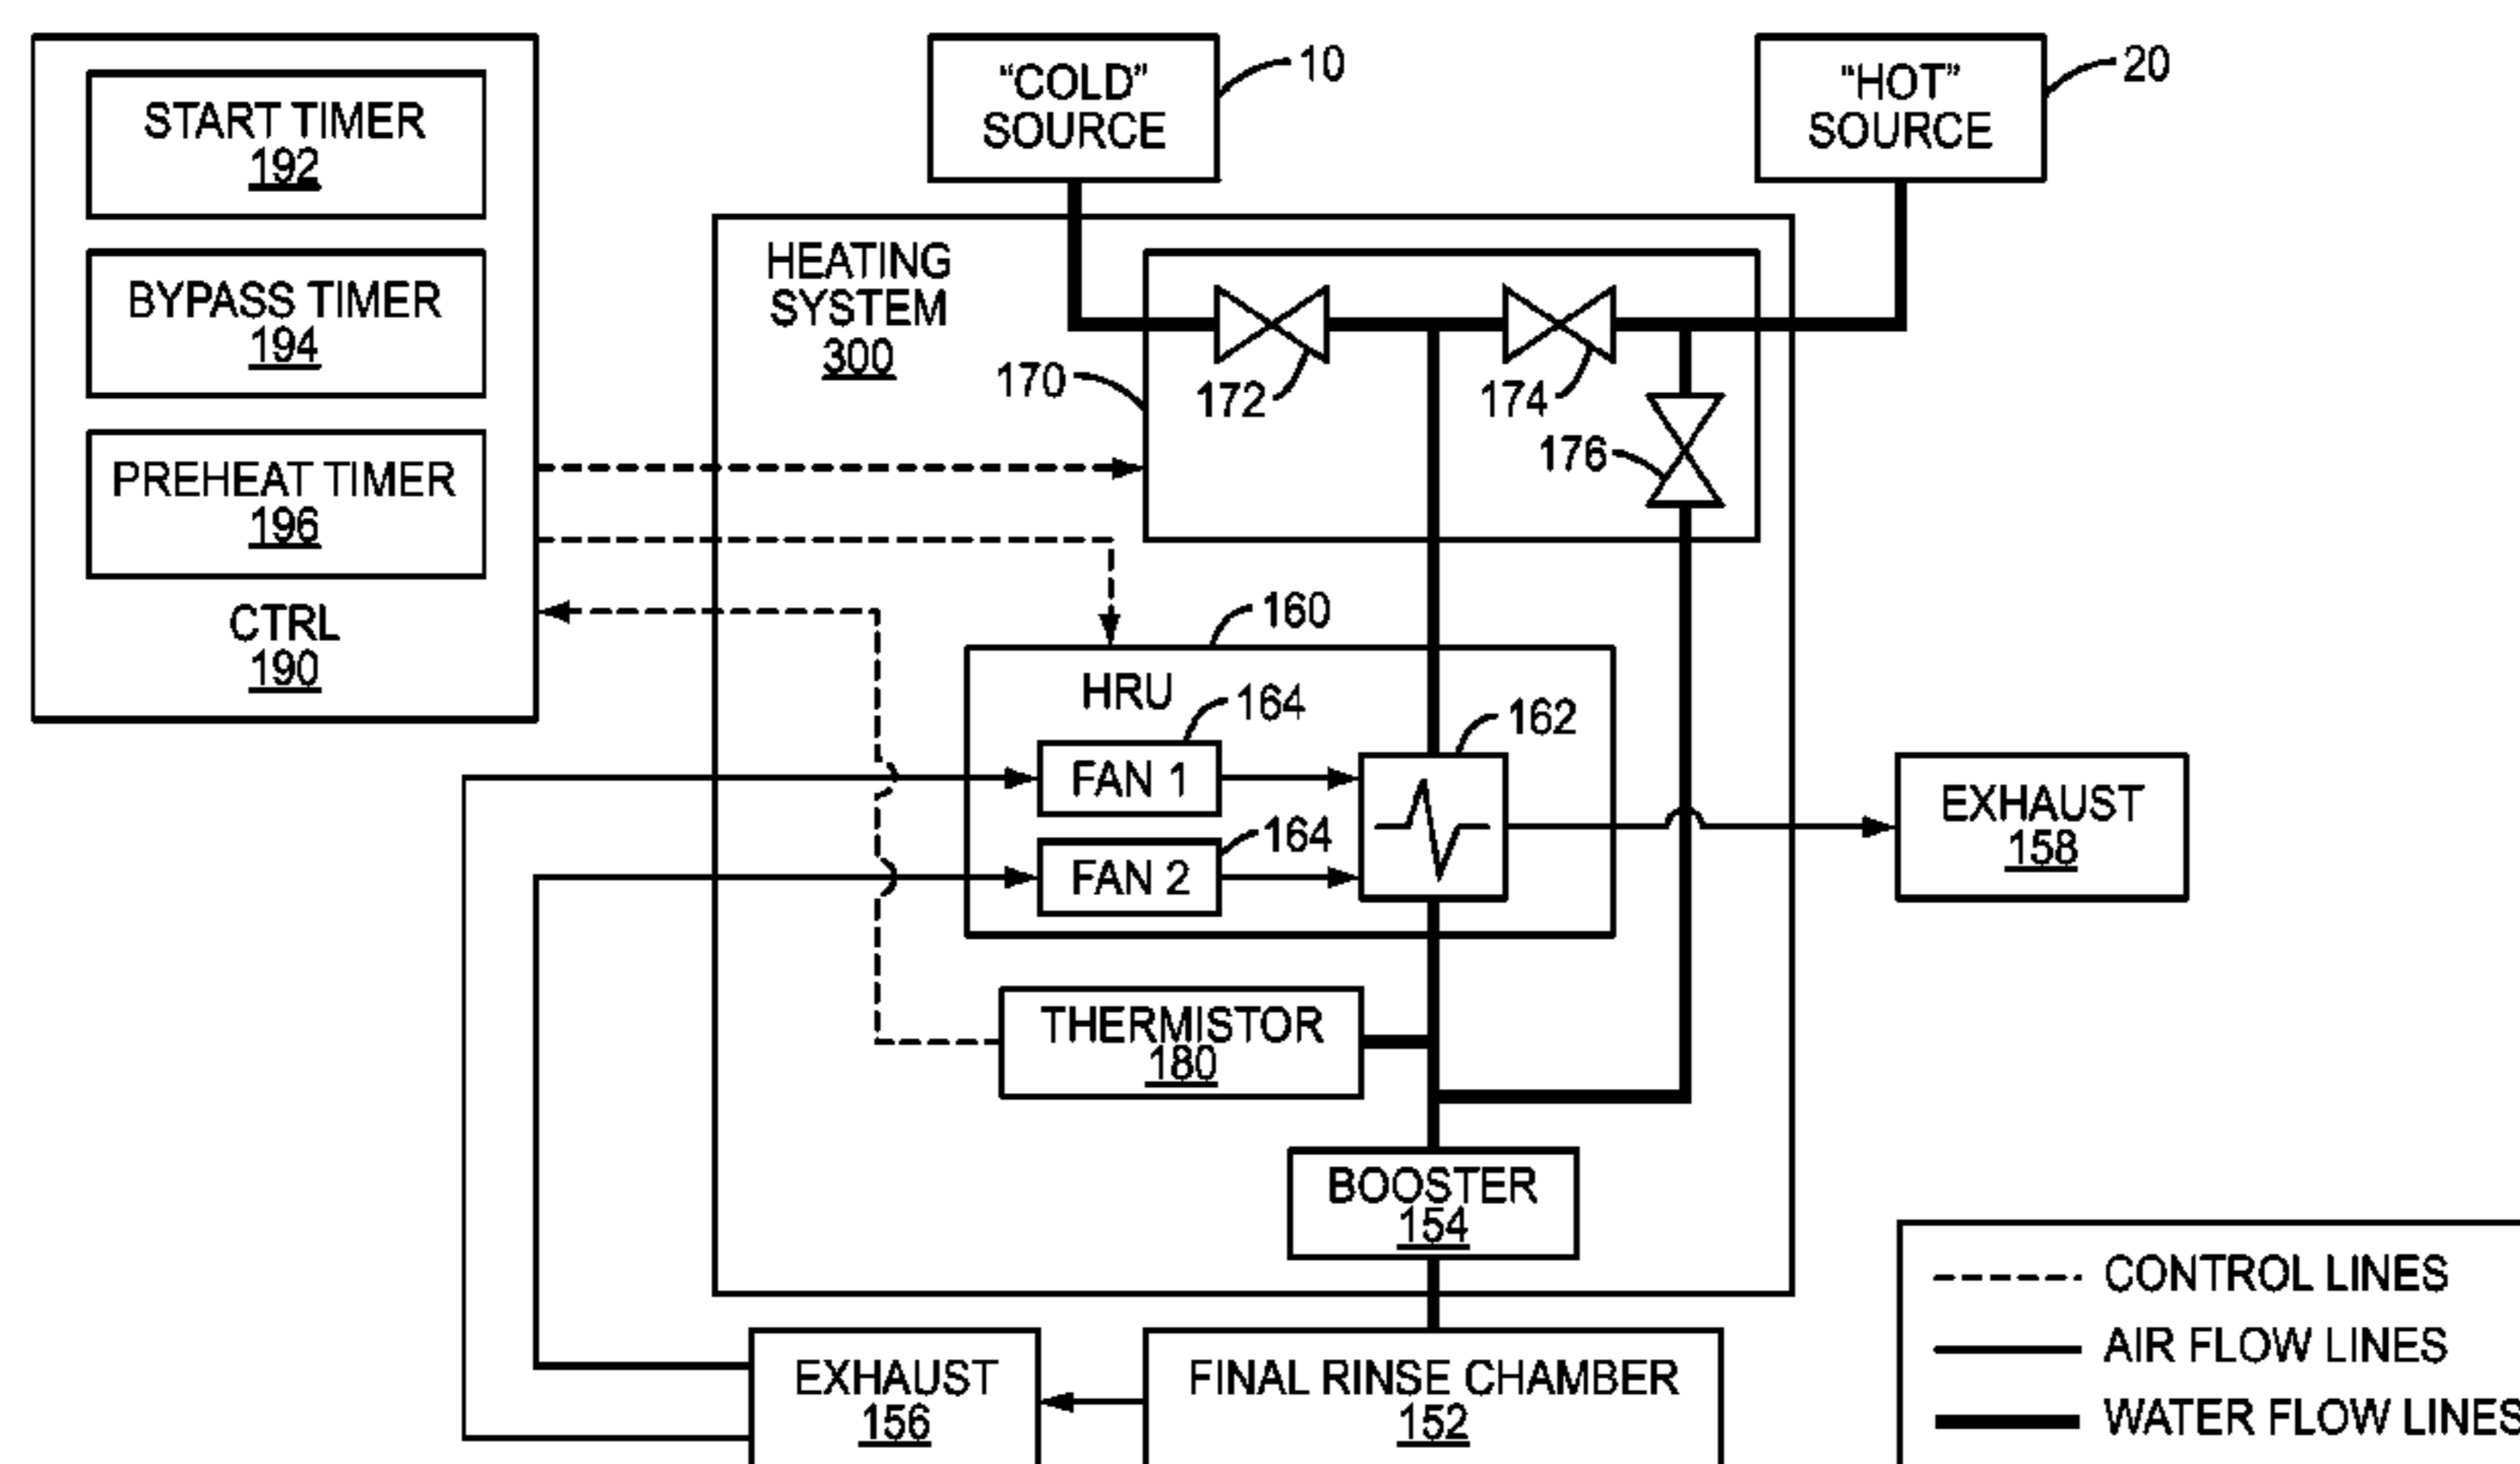 START TIMER
192
BYPASS TIMER
194
PREHEAT TIMER
196
CTRL
190
“COLD”
SOURCE
10
“HOT”
SOURCE
20
HEATING
SYSTEM
300
170
172
174
176
160
HRU
164
FAN 1
162
164
FAN 2
EXHAUST
158
THERMISTOR
180
BOOSTER
154
EXHAUST
156
FINAL RINSE CHAMBER
152
CONTROL LINES
AIR FLOW LINES
WATER FLOW LINES